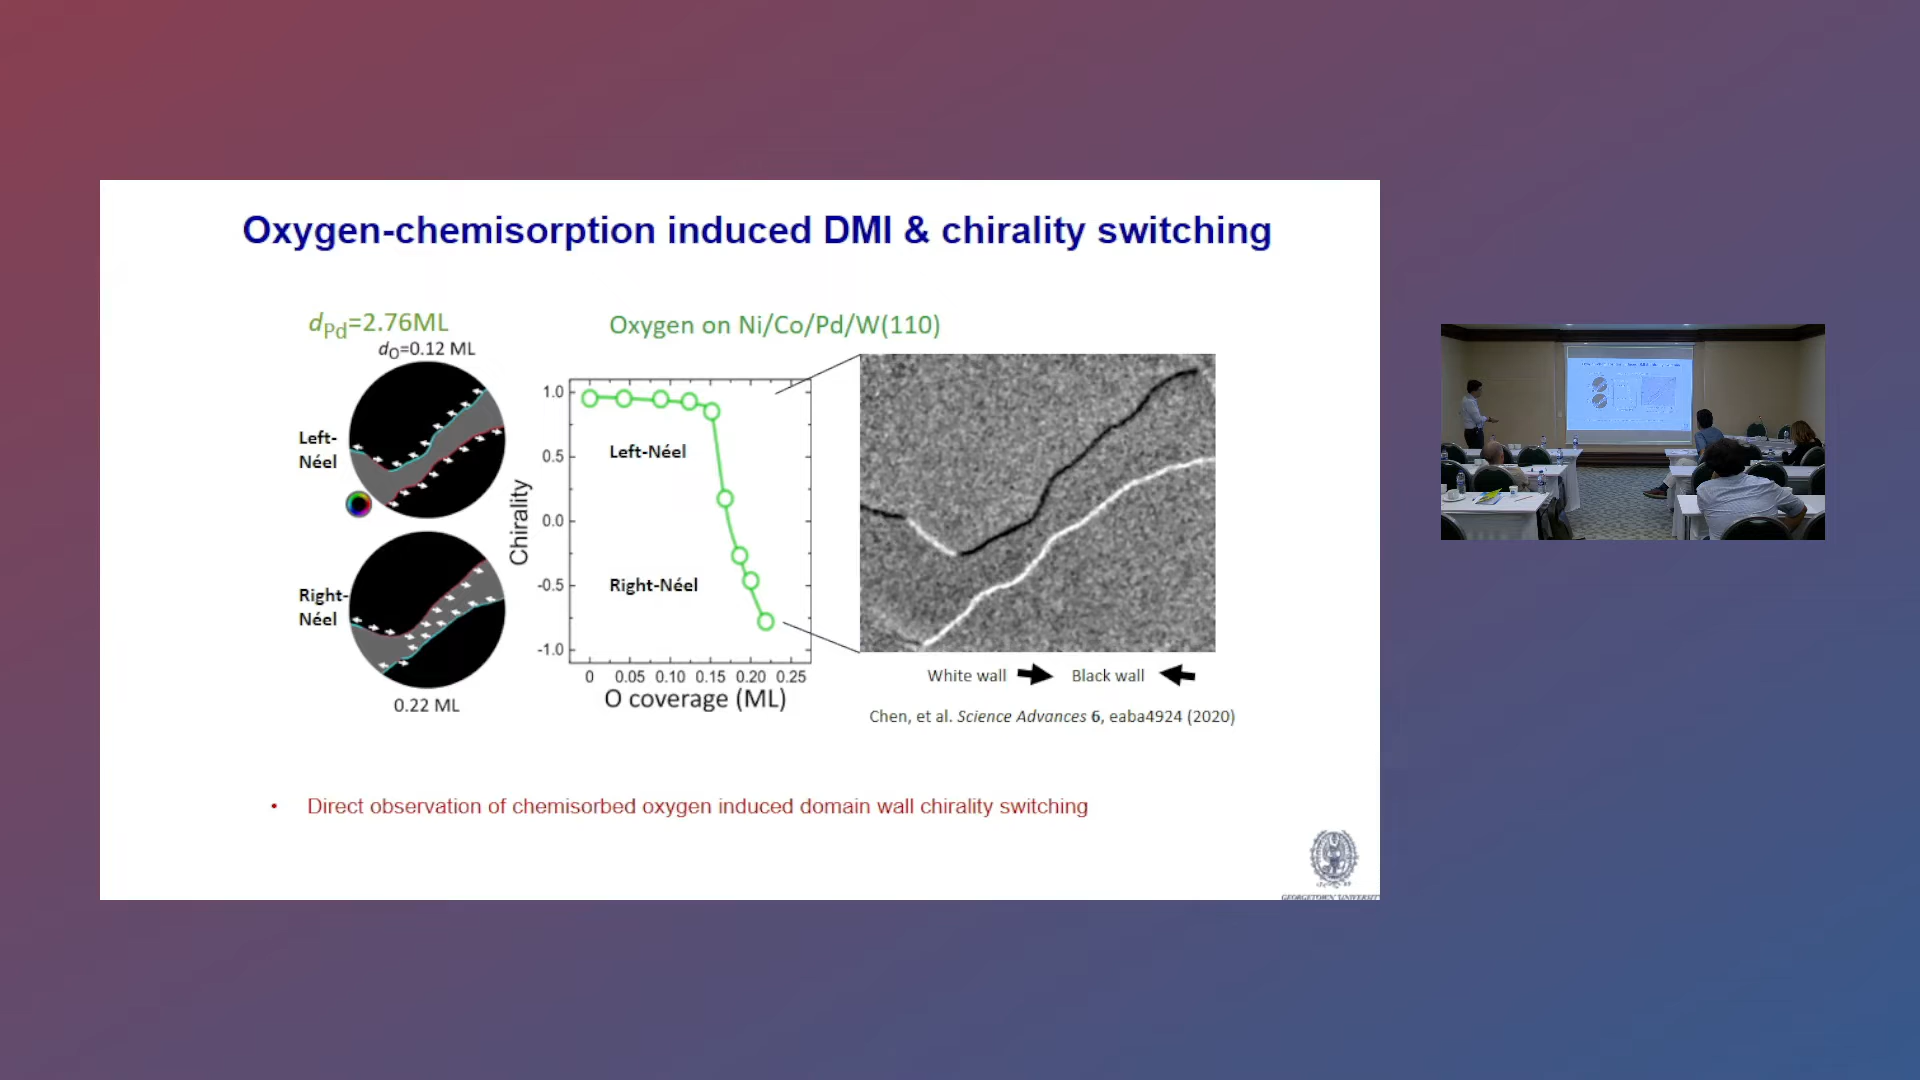 Oxygen-chemisorption induced DMI & chirality switching
dPd=2.76ML
dO=0.12 ML
Oxygen on Ni/Co/Pd/W(110)
Left-
Néel
Right-
Néel
0.22 ML
Chirality
1.0
0.5
0.0
-0.5
-1.0
Left-Néel
Right-Néel
0 0.05 0.10 0.15 0.20 0.25
O coverage (ML)
White wall Black wall
Chen, et al. Science Advances 6, eaba4924 (2020)
• Direct observation of chemisorbed oxygen induced domain wall chirality switching
GEORGETOWN UNIVERSITY